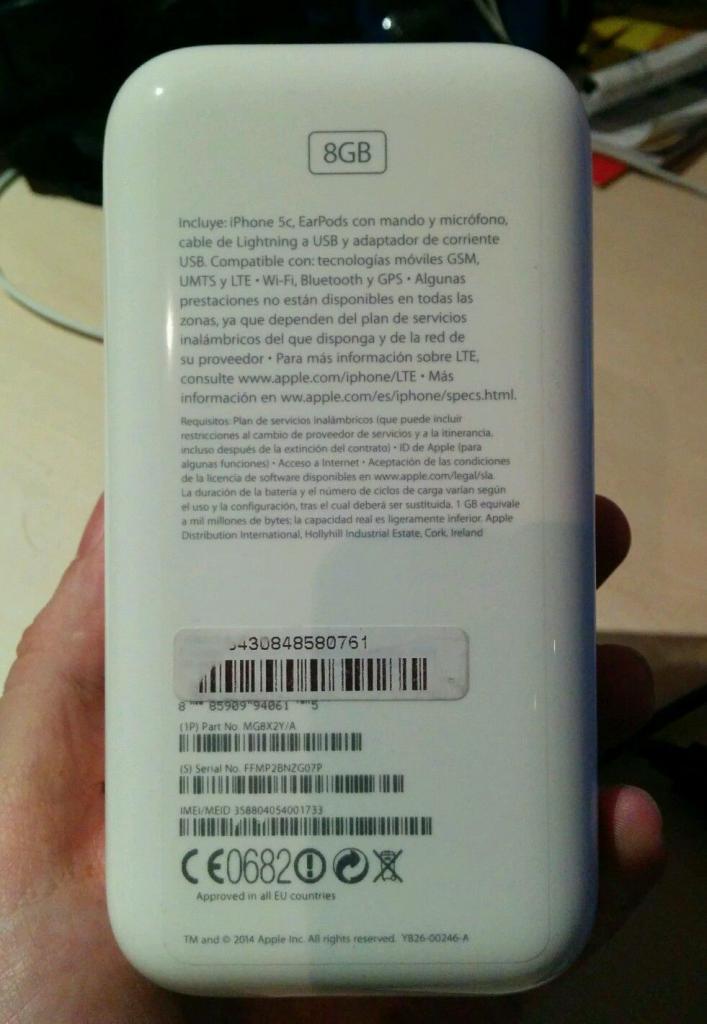 8GB
Incluye: iPhone 5c, EarPods con mando y micrófono,
cable de Lightning a USB y adaptador de corriente
USB. Compatible con: tecnologías móviles GSM,
UMTS y LTE • Wi-Fi, Bluetooth y GPS • Algunas
prestaciones no están disponibles en todas las
zonas, ya que dependen del plan de servicios
inalámbricos del que disponga y de la red de
su proveedor • Para más información sobre LTE,
consulte www.apple.com/iphone/LTE • Más
información en ww.apple.com/es/iphone/specs.html.
Requisitos: Plan de servicios inalámbricos (que puede incluir
restricciones al cambio de proveedor de servicios y a la itinerancia,
incluso después de la extinción del contrato) • ID de Apple (para
algunas funciones) • Acceso a Internet • Aceptación de las condiciones
de la licencia de software disponibles en www.apple.com/legal/sla.
La duración de la batería y el número de ciclos de carga varían según
el uso y la configuración, tras el cual deberá ser sustituida. 1 GB equivale
a mil millones de bytes; la capacidad real es ligeramente inferior. Apple
Distribution International, Hollyhill Industrial Estate, Cork, Ireland
430848580761
8 85909 94061 5
(1P) Part No. MG8X2Y/A
(S) Serial No. FFMP2BNZG07P
IMEI/MEID 358804054001733
CE0682
Approved in all EU countries
TM and © 2014 Apple Inc. All rights reserved. YB26-00246-A